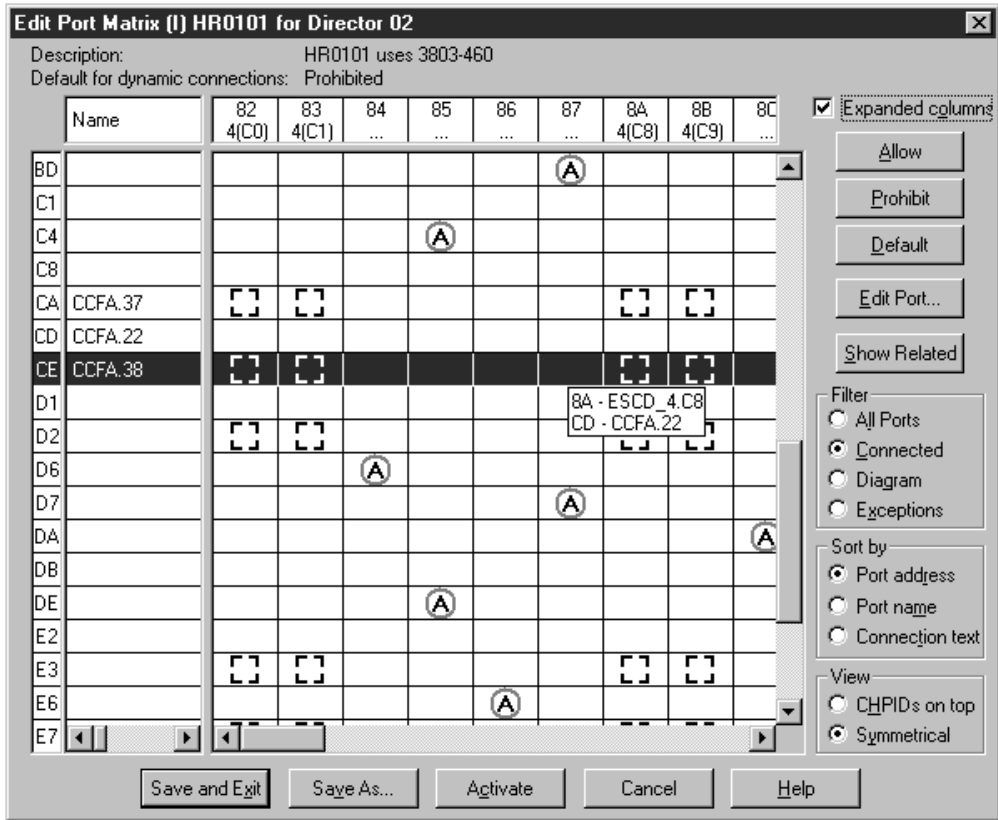 Edit Port Matrix (I) HR0101 for Director 02
Description: HR0101 uses 3803-460
Default for dynamic connections: Prohibited
Name 82 83 84 85 86 87 8A 8B 8C
4(C0) 4(C1) ... ... ... ... 4(C8) 4(C9) ...
BD A
C1
C4 A
C8
CA CCFA.37
CD CCFA.22
CE CCFA.38
D1
8A - ESCD_4.C8
CD - CCFA.22
D2
D6 A
D7 A
DA A
DB
DE A
E2
E3
E6 A
E7
Expanded columns
Allow
Prohibit
Default
Edit Port...
Show Related
Filter
All Ports
Connected
Diagram
Exceptions
Sort by
Port address
Port name
Connection text
View
CHPIDs on top
Symmetrical
Save and Exit Save As... Activate Cancel Help